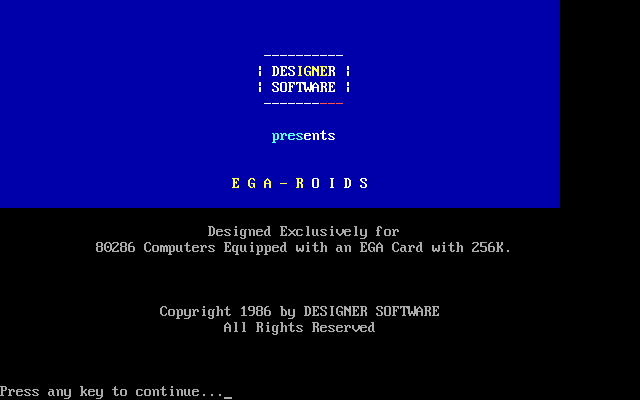 ----------
| DESIGNER |
| SOFTWARE |
----------
presents
E G A - R O I D S
Designed Exclusively for
80286 Computers Equipped with an EGA Card with 256K.
Copyright 1986 by DESIGNER SOFTWARE
All Rights Reserved
Press any key to continue..._